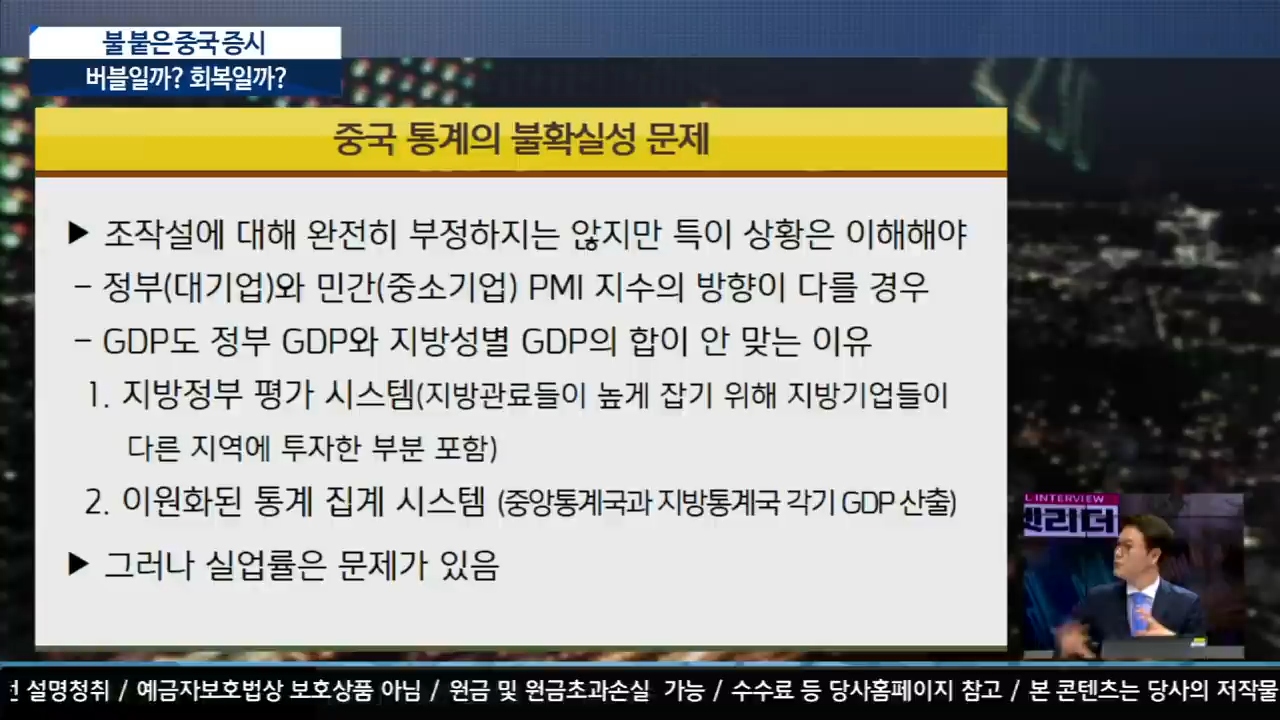 불 붙은 중국 증시
버블일까? 회복일까?
중국 통계의 불확실성 문제
▶ 조작설에 대해 완전히 부정하지는 않지만 특이 상황은 이해해야
- 정부(대기업)와 민간(중소기업) PMI 지수의 방향이 다를 경우
- GDP도 정부 GDP와 지방성별 GDP의 합이 안 맞는 이유
1. 지방정부 평가 시스템(지방관료들이 높게 잡기 위해 지방기업들이
다른 지역에 투자한 부분 포함)
2. 이원화된 통계 집계 시스템 (중앙통계국과 지방통계국 각기 GDP 산출)
▶ 그러나 실업률은 문제가 있음
L INTERVIEW
리더
설명청취 / 예금자보호법상 보호상품 아님 / 원금 및 원금초과손실 가능 / 수수료 등 당사홈페이지 참고 / 본 콘텐츠는 당사의 저작물